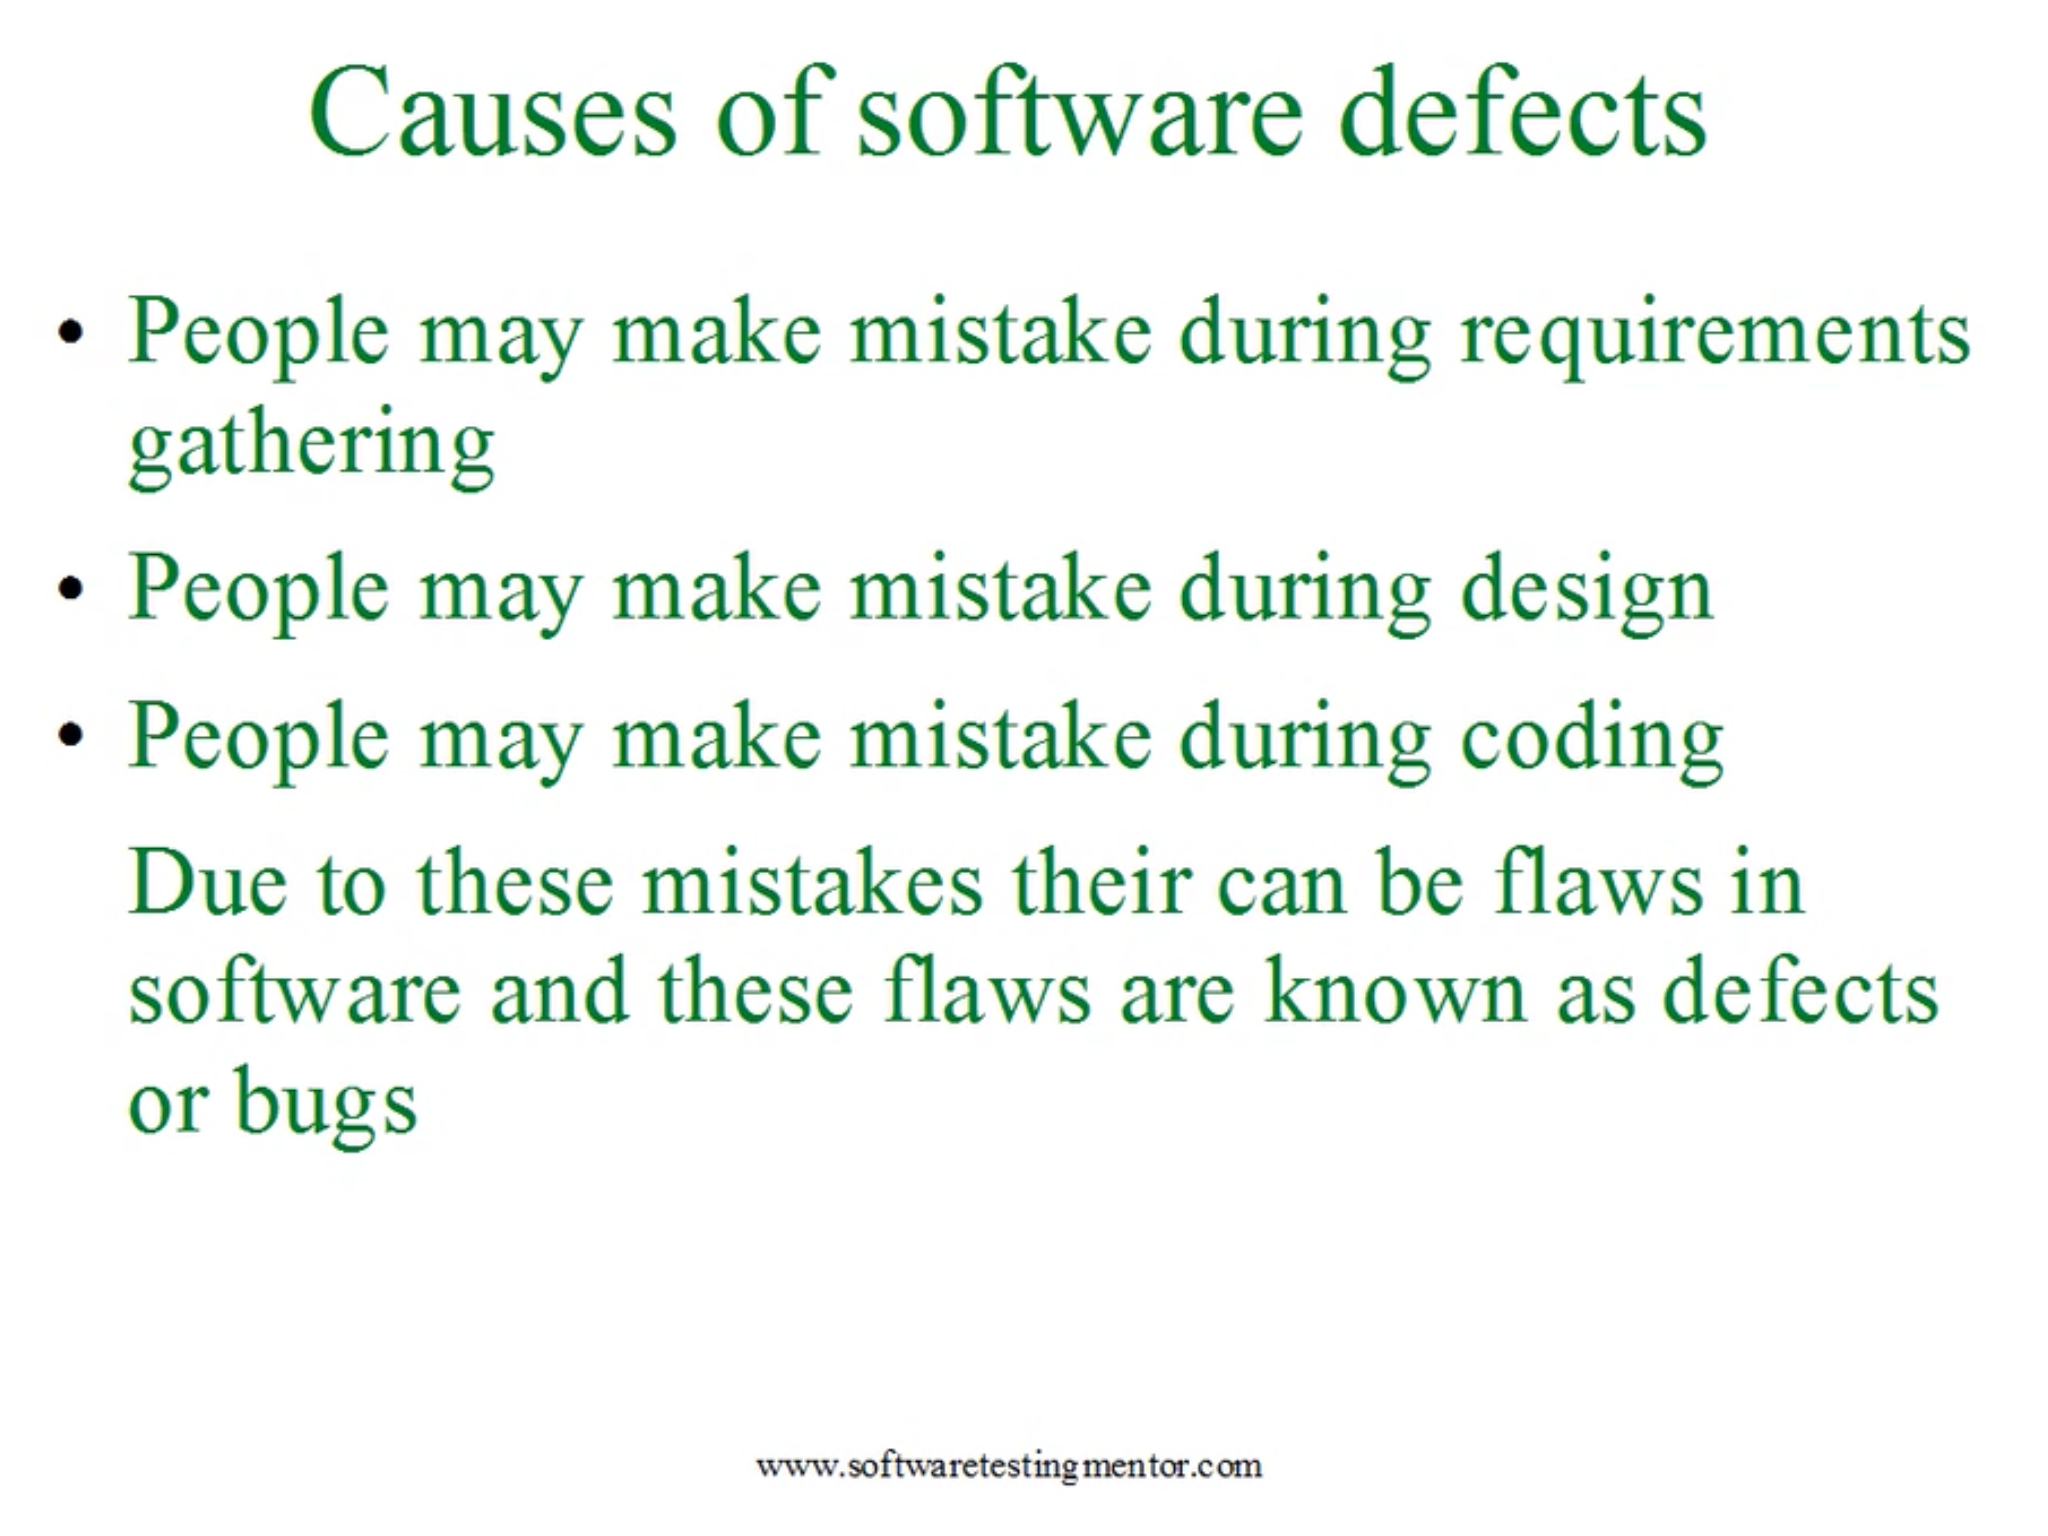 Causes of software defects
• People may make mistake during requirements
gathering
• People may make mistake during design
• People may make mistake during coding
Due to these mistakes their can be flaws in
software and these flaws are known as defects
or bugs
www.softwaretestingmentor.com